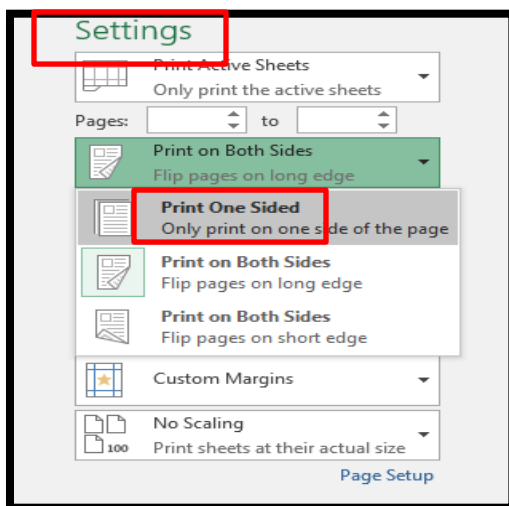 Settings
Print Active Sheets
Only print the active sheets
Pages: to
Print on Both Sides
Flip pages on long edge
Print One Sided
Only print on one side of the page
Print on Both Sides
Flip pages on long edge
Print on Both Sides
Flip pages on short edge
Custom Margins
No Scaling
100 Print sheets at their actual size
Page Setup